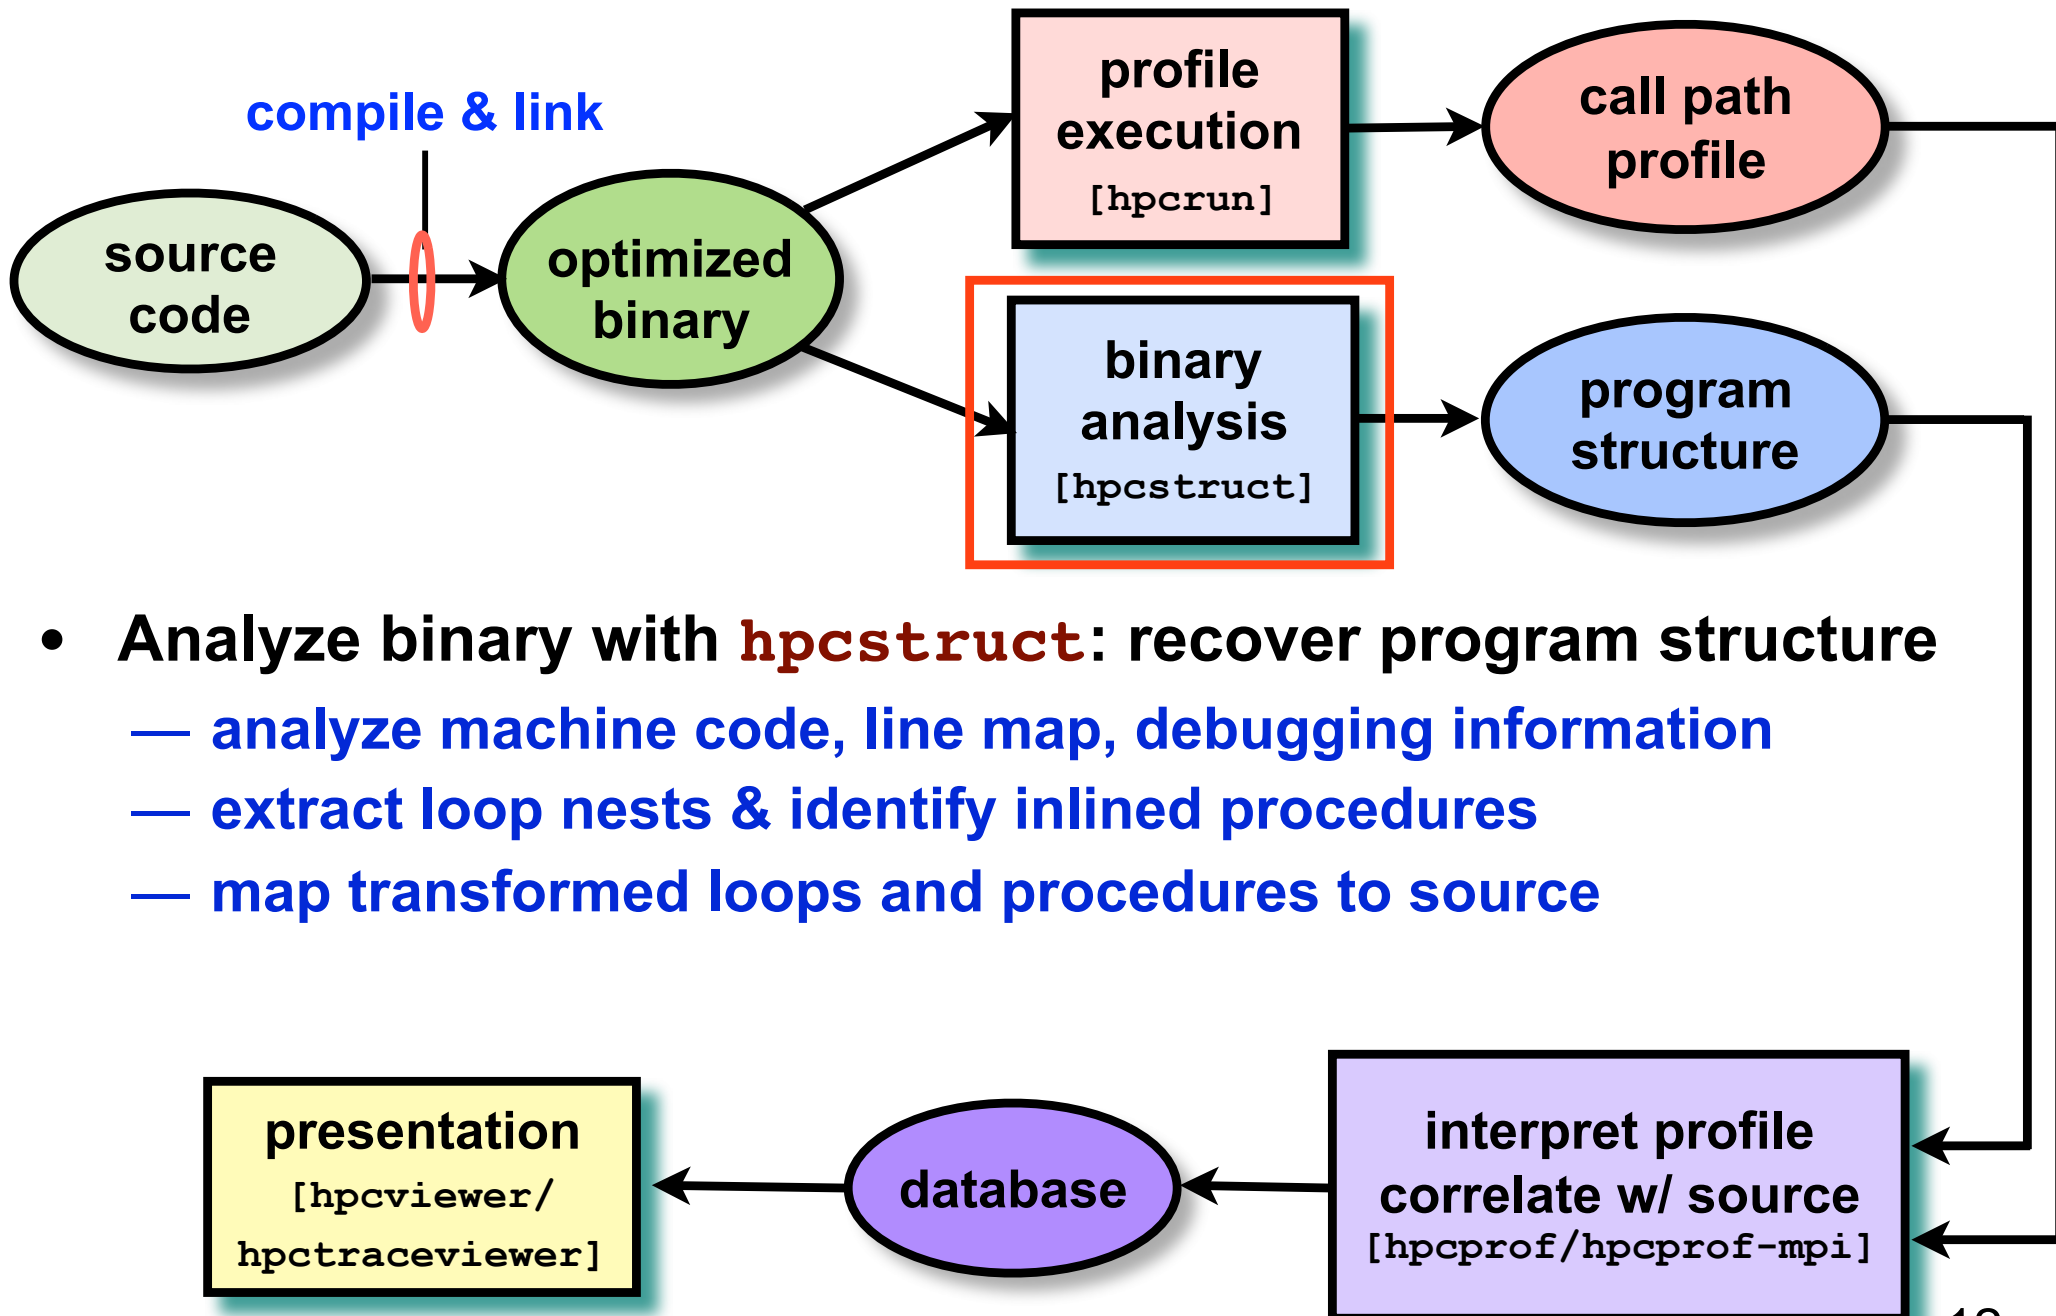 compile & link
source
code
optimized
binary
profile
execution
[hpcrun]
call path
profile
binary
analysis
[hpcstruct]
program
structure
• Analyze binary with hpcstruct: recover program structure
— analyze machine code, line map, debugging information
— extract loop nests & identify inlined procedures
— map transformed loops and procedures to source
presentation
[hpcviewer/
hpctraceviewer]
database
interpret profile
correlate w/ source
[hpcprof/hpcprof-mpi]